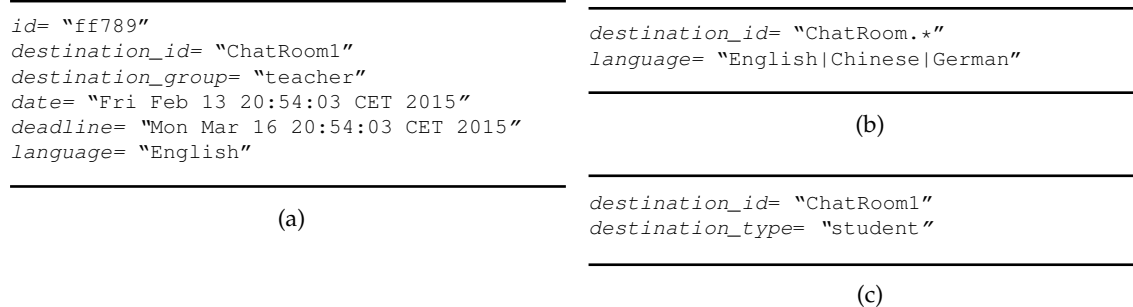 id= “ff789”
destination_id= “ChatRoom1”
destination_group= “teacher”
date= “Fri Feb 13 20:54:03 CET 2015”
deadline= “Mon Mar 16 20:54:03 CET 2015”
language= “English”
(a)
destination_id= “ChatRoom.*”
language= “English|Chinese|German”
(b)
destination_id= “ChatRoom1”
destination_type= “student”
(c)